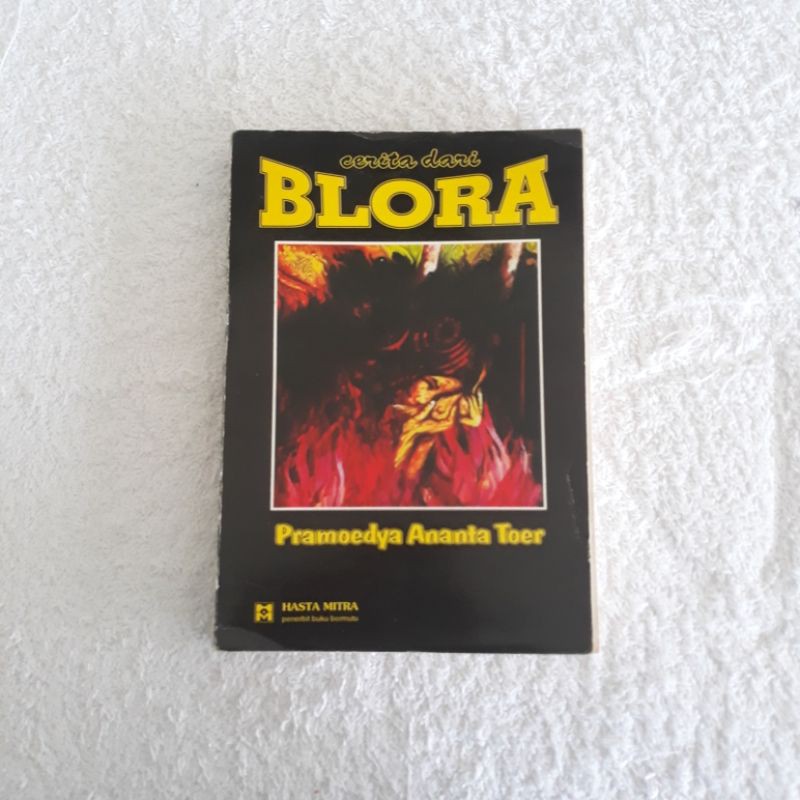 cerita dari
BLORA
Pramoedya Ananta Toer
HASTA MITRA
penerbit buku bermutu